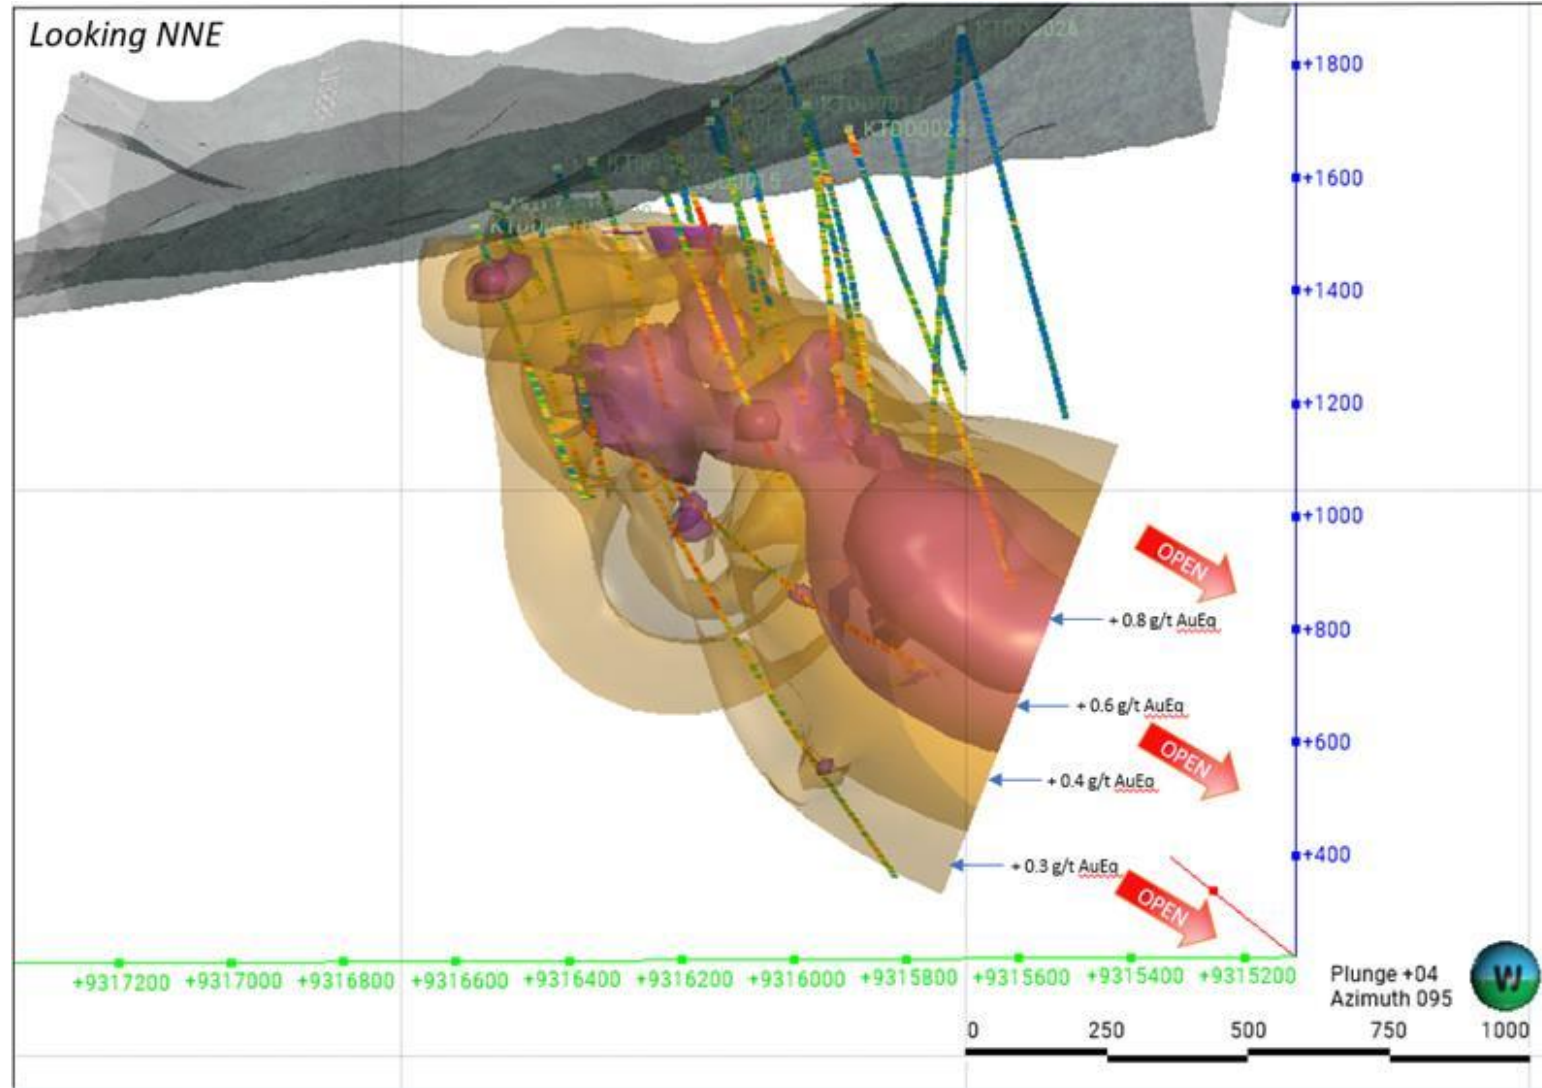 Looking NNE
+1800
+1600
+1400
+1200
+1000
+800
+600
+400
OPEN
+ 0.8 g/t AuEq
+ 0.6 g/t AuEq
OPEN
+ 0.4 g/t AuEq
+ 0.3 g/t AuEq
OPEN
+9317200 +9317000 +9316800 +9316600 +9316400 +9316200 +9316000 +9315800 +9315600 +9315400 +9315200
Plunge +04
Azimuth 095
0 250 500 750 1000